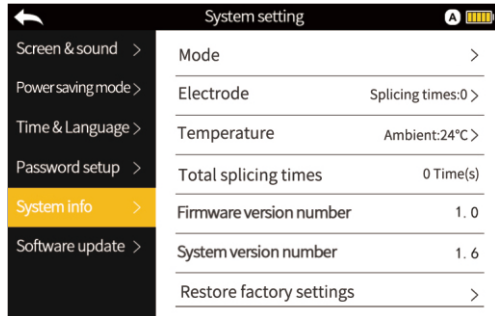 System setting
A
Screen & sound >
Power saving mode >
Time & Language >
Password setup >
System info >
Software update >
Mode >
Electrode Splicing times:0 >
Temperature Ambient:24℃ >
Total splicing times 0 Time(s)
Firmware version number 1. 0
System version number 1. 6
Restore factory settings >